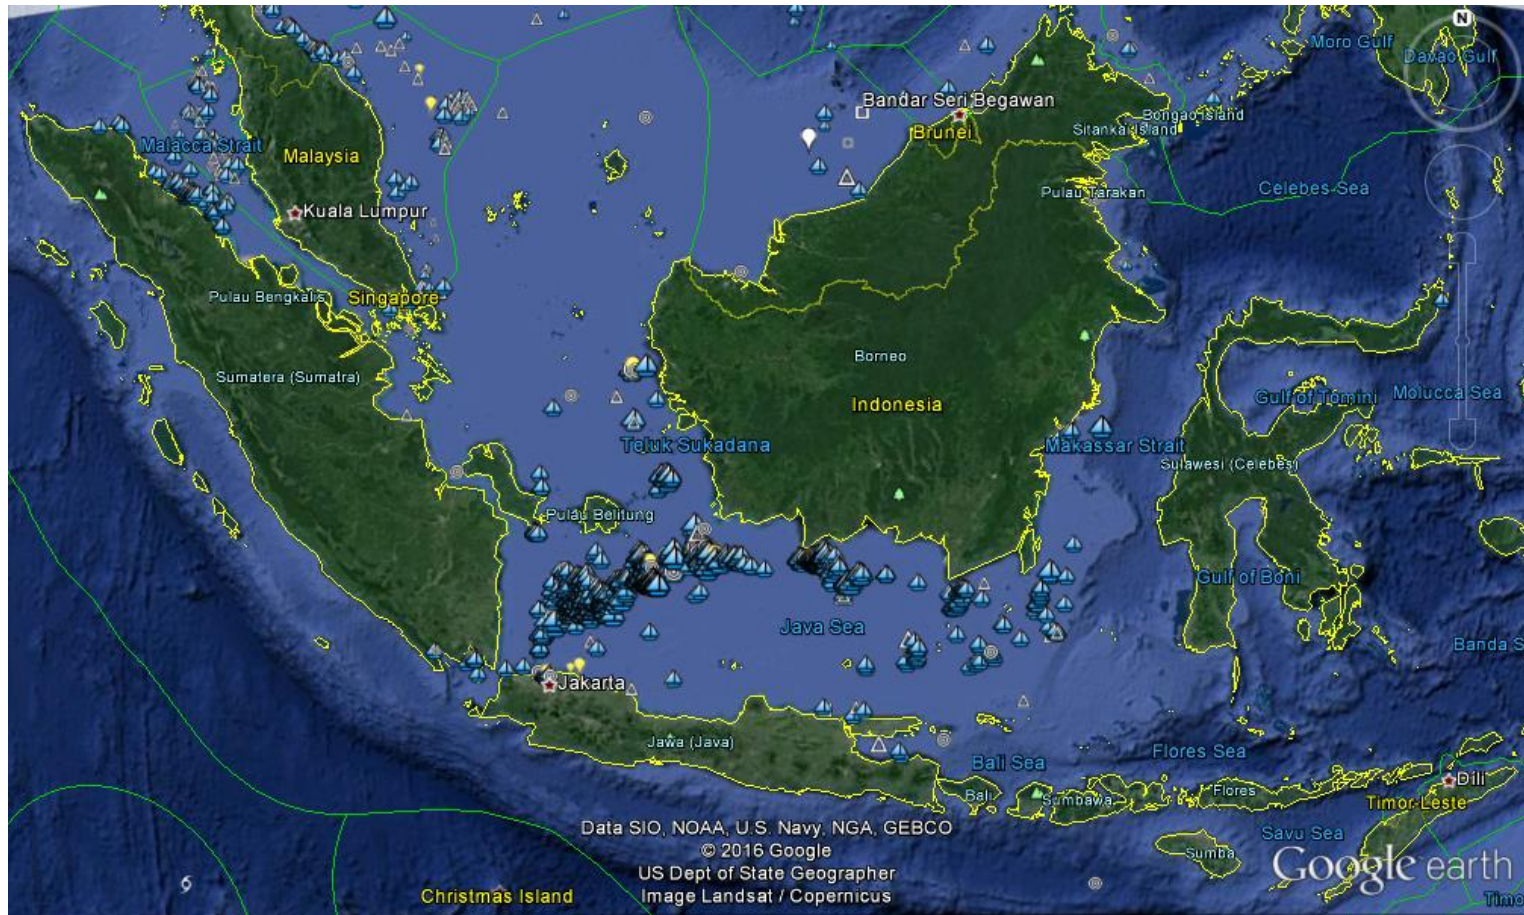 N
Moro Gulf
Davao Gulf
Bandar Seri Begawan
Bongao Island
Brunei
Sitankai Island
Malacca Strait
Malaysia
Celebes Sea
Pulau Tarakan
Kuala Lumpur
Pulau Bengkalis
Singapore
Borneo
Sumatera (Sumatra)
Indonesia
Gulf of Tomini
Molucca Sea
Teluk Sukadana
Makassar Strait
Sulawesi (Celebes)
Pulau Belitung
Gulf of Boni
Java Sea
Banda S
Jakarta
Jawa (Java)
Bali Sea
Flores Sea
Dili
Bali
Sumbawa
Flores
Timor-Leste
Savu Sea
Sumba
Data SIO, NOAA, U.S. Navy, NGA, GEBCO
© 2016 Google
US Dept of State Geographer
Image Landsat / Copernicus
Google earth
Christmas Island
Timo